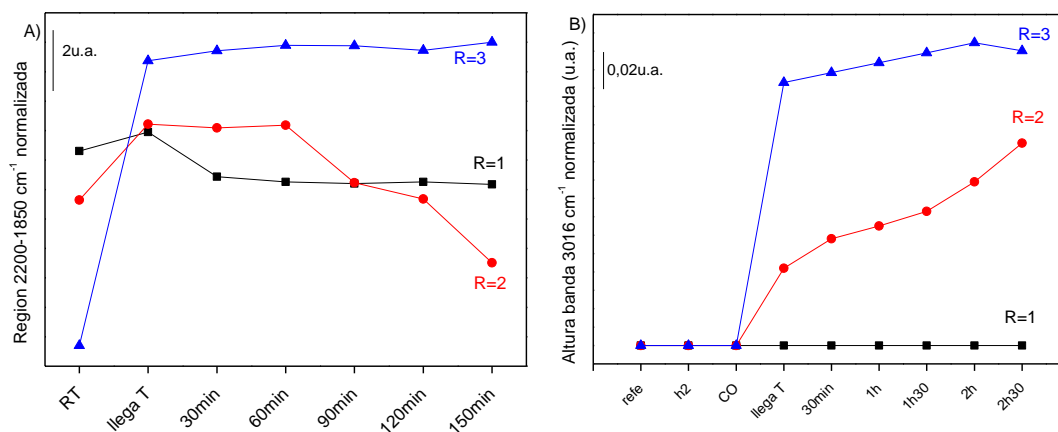 A)
2u.a.
R=3
R=1
R=2
Region 2200-1850 cm-1 normalizada
RT
llega T
30min
60min
90min
120min
150min
B)
0,02u.a.
R=3
R=2
R=1
Altura banda 3016 cm-1 normalizada (u.a.)
refe
h2
CO
llega T
30min
1h
1h30
2h
2h30